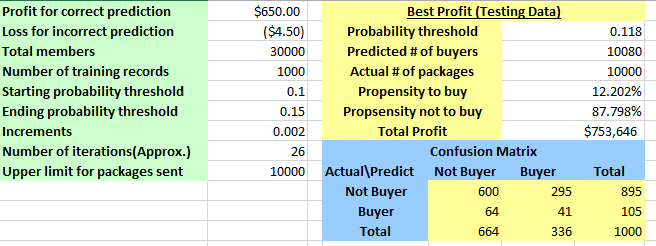 Profit for correct prediction $650.00 Best Profit (Testing Data)
Loss for incorrect prediction ($4.50) Probability threshold 0.118
Total members 30000 Predicted # of buyers 10080
Number of training records 1000 Actual # of packages 10000
Starting probability threshold 0.1 Propensity to buy 12.202%
Ending probability threshold 0.15 Propsensity not to buy 87.798%
Increments 0.002 Total Profit $753,646
Number of iterations(Approx.) 26 Confusion Matrix
Upper limit for packages sent 10000 Actual\Predict Not Buyer Buyer Total
Not Buyer 600 295 895
Buyer 64 41 105
Total 664 336 1000